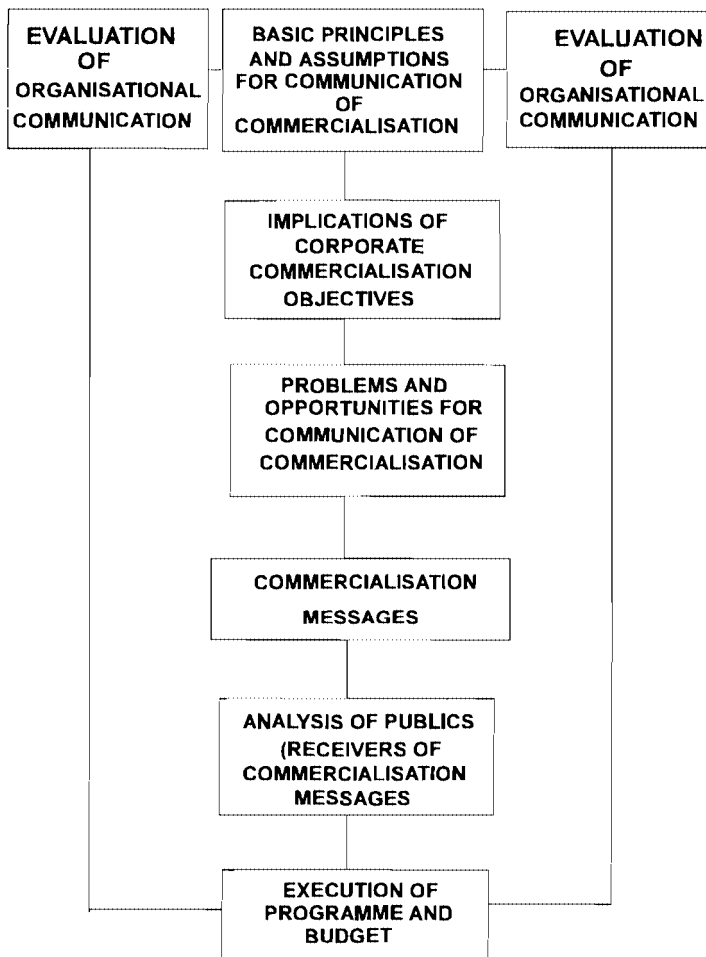 EVALUATION
OF
ORGANISATIONAL
COMMUNICATION
BASIC PRINCIPLES
AND ASSUMPTIONS
FOR COMMUNICATION
OF
COMMERCIALISATION
EVALUATION
OF
ORGANISATIONAL
COMMUNICATION
IMPLICATIONS OF
CORPORATE
COMMERCIALISATION
OBJECTIVES
PROBLEMS AND
OPPORTUNITIES FOR
COMMUNICATION OF
COMMERCIALISATION
COMMERCIALISATION
MESSAGES
ANALYSIS OF PUBLICS
(RECEIVERS OF
COMMERCIALISATION
MESSAGES
EXECUTION OF
PROGRAMME AND
BUDGET